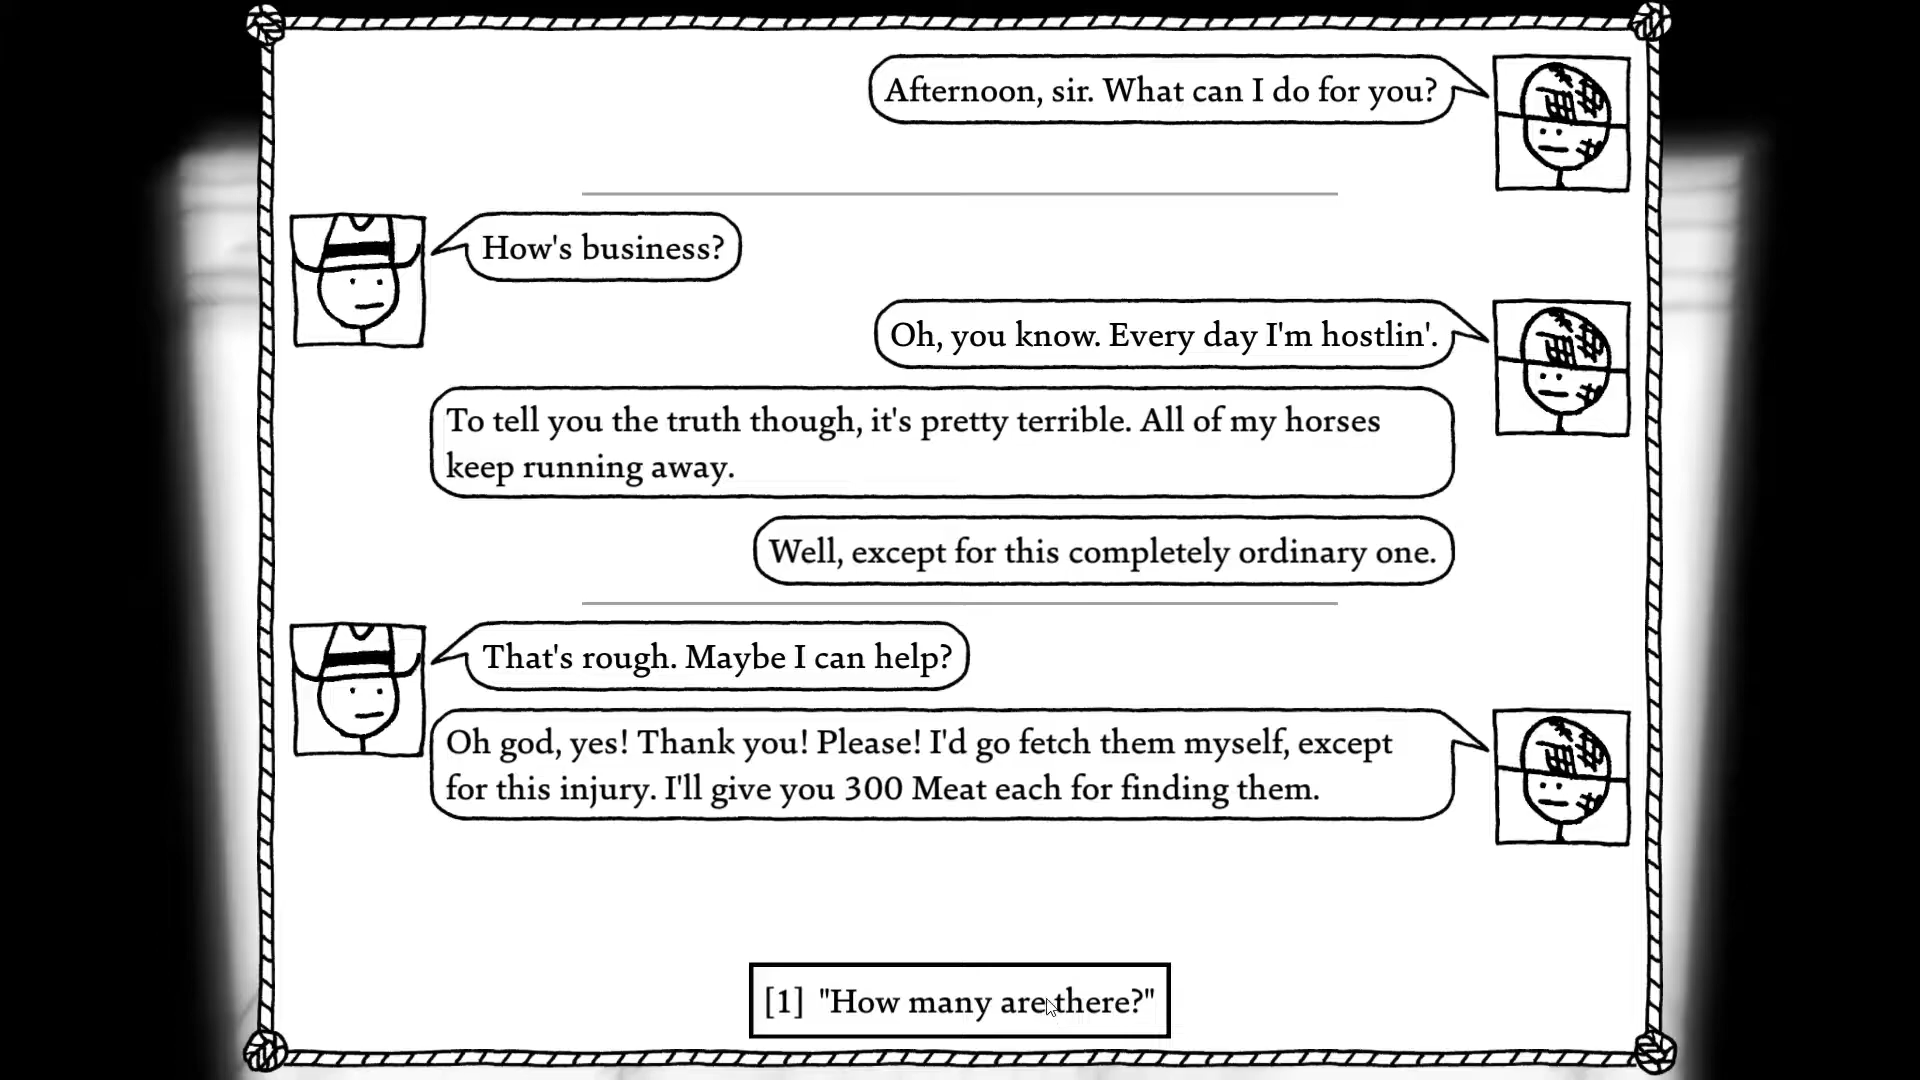 Afternoon, sir. What can I do for you?
How's business?
Oh, you know. Every day I'm hostlin'.
To tell you the truth though, it's pretty terrible. All of my horses
keep running away.
Well, except for this completely ordinary one.
That's rough. Maybe I can help?
Oh god, yes! Thank you! Please! I'd go fetch them myself, except
for this injury. I'll give you 300 Meat each for finding them.
[1] "How many are there?"